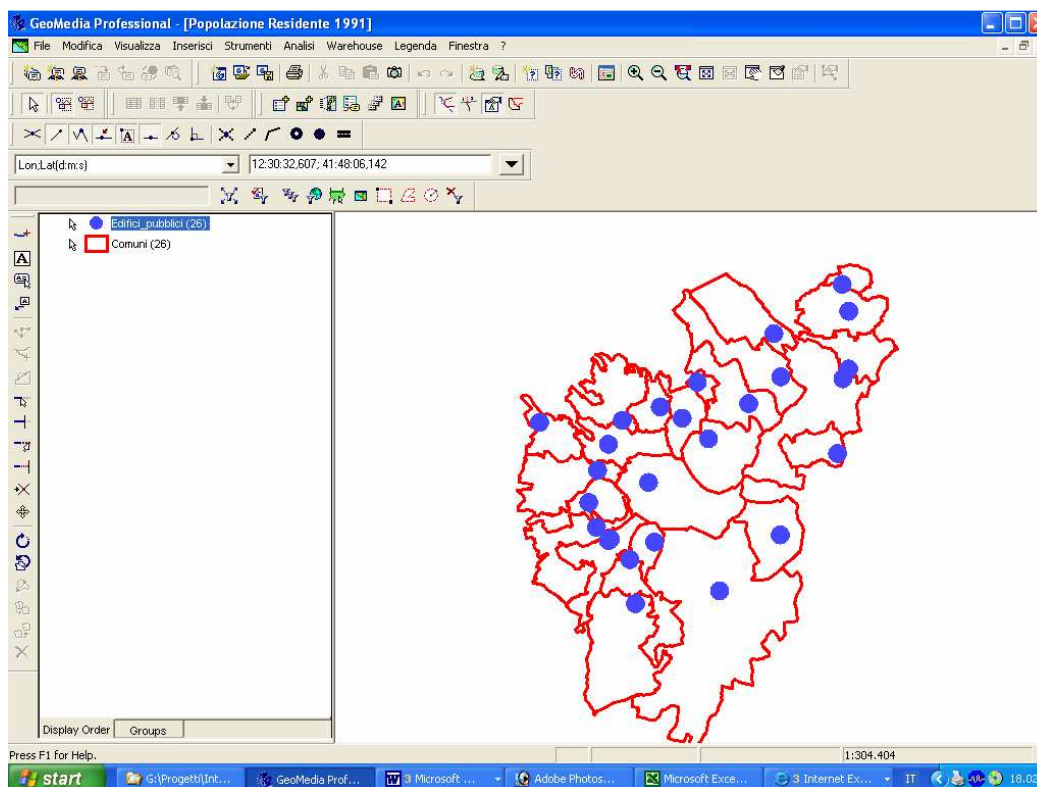 GeoMedia Professional - [Popolazione Residente 1991]
File Modifica Visualizza Inserisci Strumenti Analisi Warehouse Legenda Finestra ?
Lon;Lat(d:m:s) 12:30:32,607; 41:48:06,142
Edifici_pubblici (26)
Comuni (26)
Display Order Groups
Press F1 for Help. 1:304.404
start G:\Progetti\Int... GeoMedia Prof... 3 Microsoft ... Adobe Photos... Microsoft Exce... 3 Internet Ex... IT 18.02